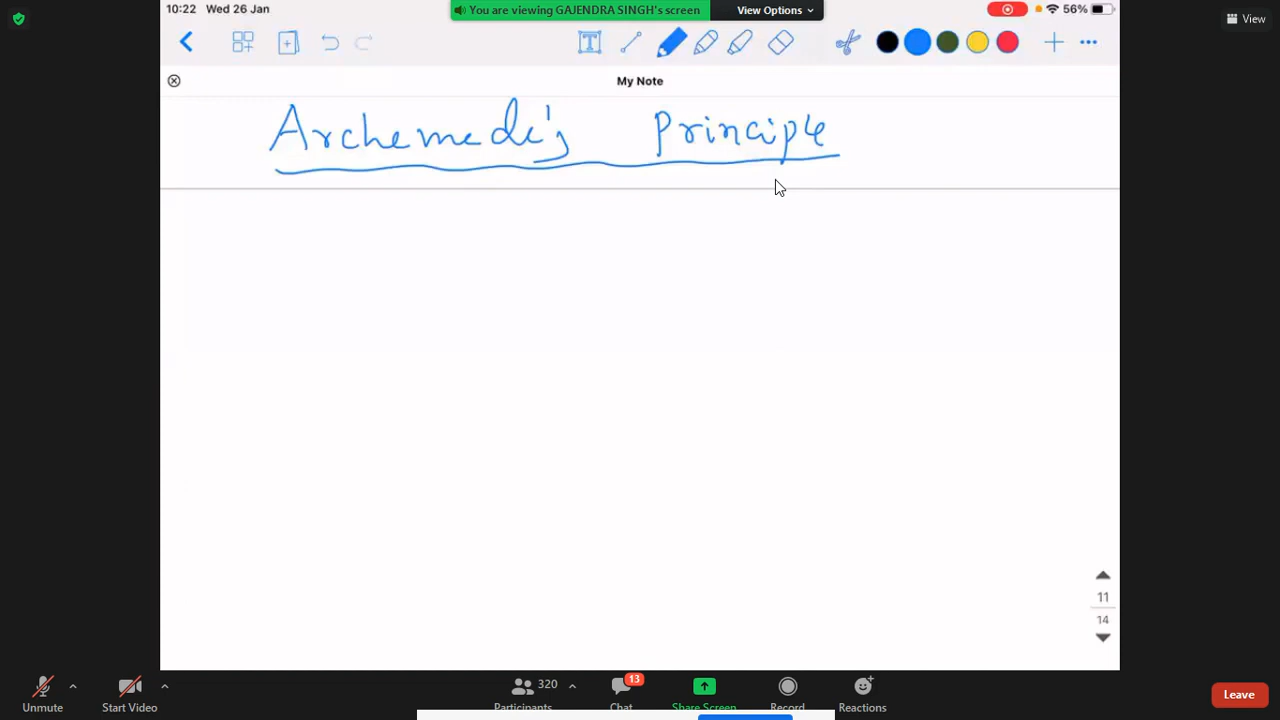 10:22 Wed 26 Jan
You are viewing GAJENDRA SINGH's screen
View Options
56%
View
My Note
Archemede's Principle
11
14
320
13
Unmute
Start Video
Participants
Chat
Share Screen
Record
Reactions
Leave